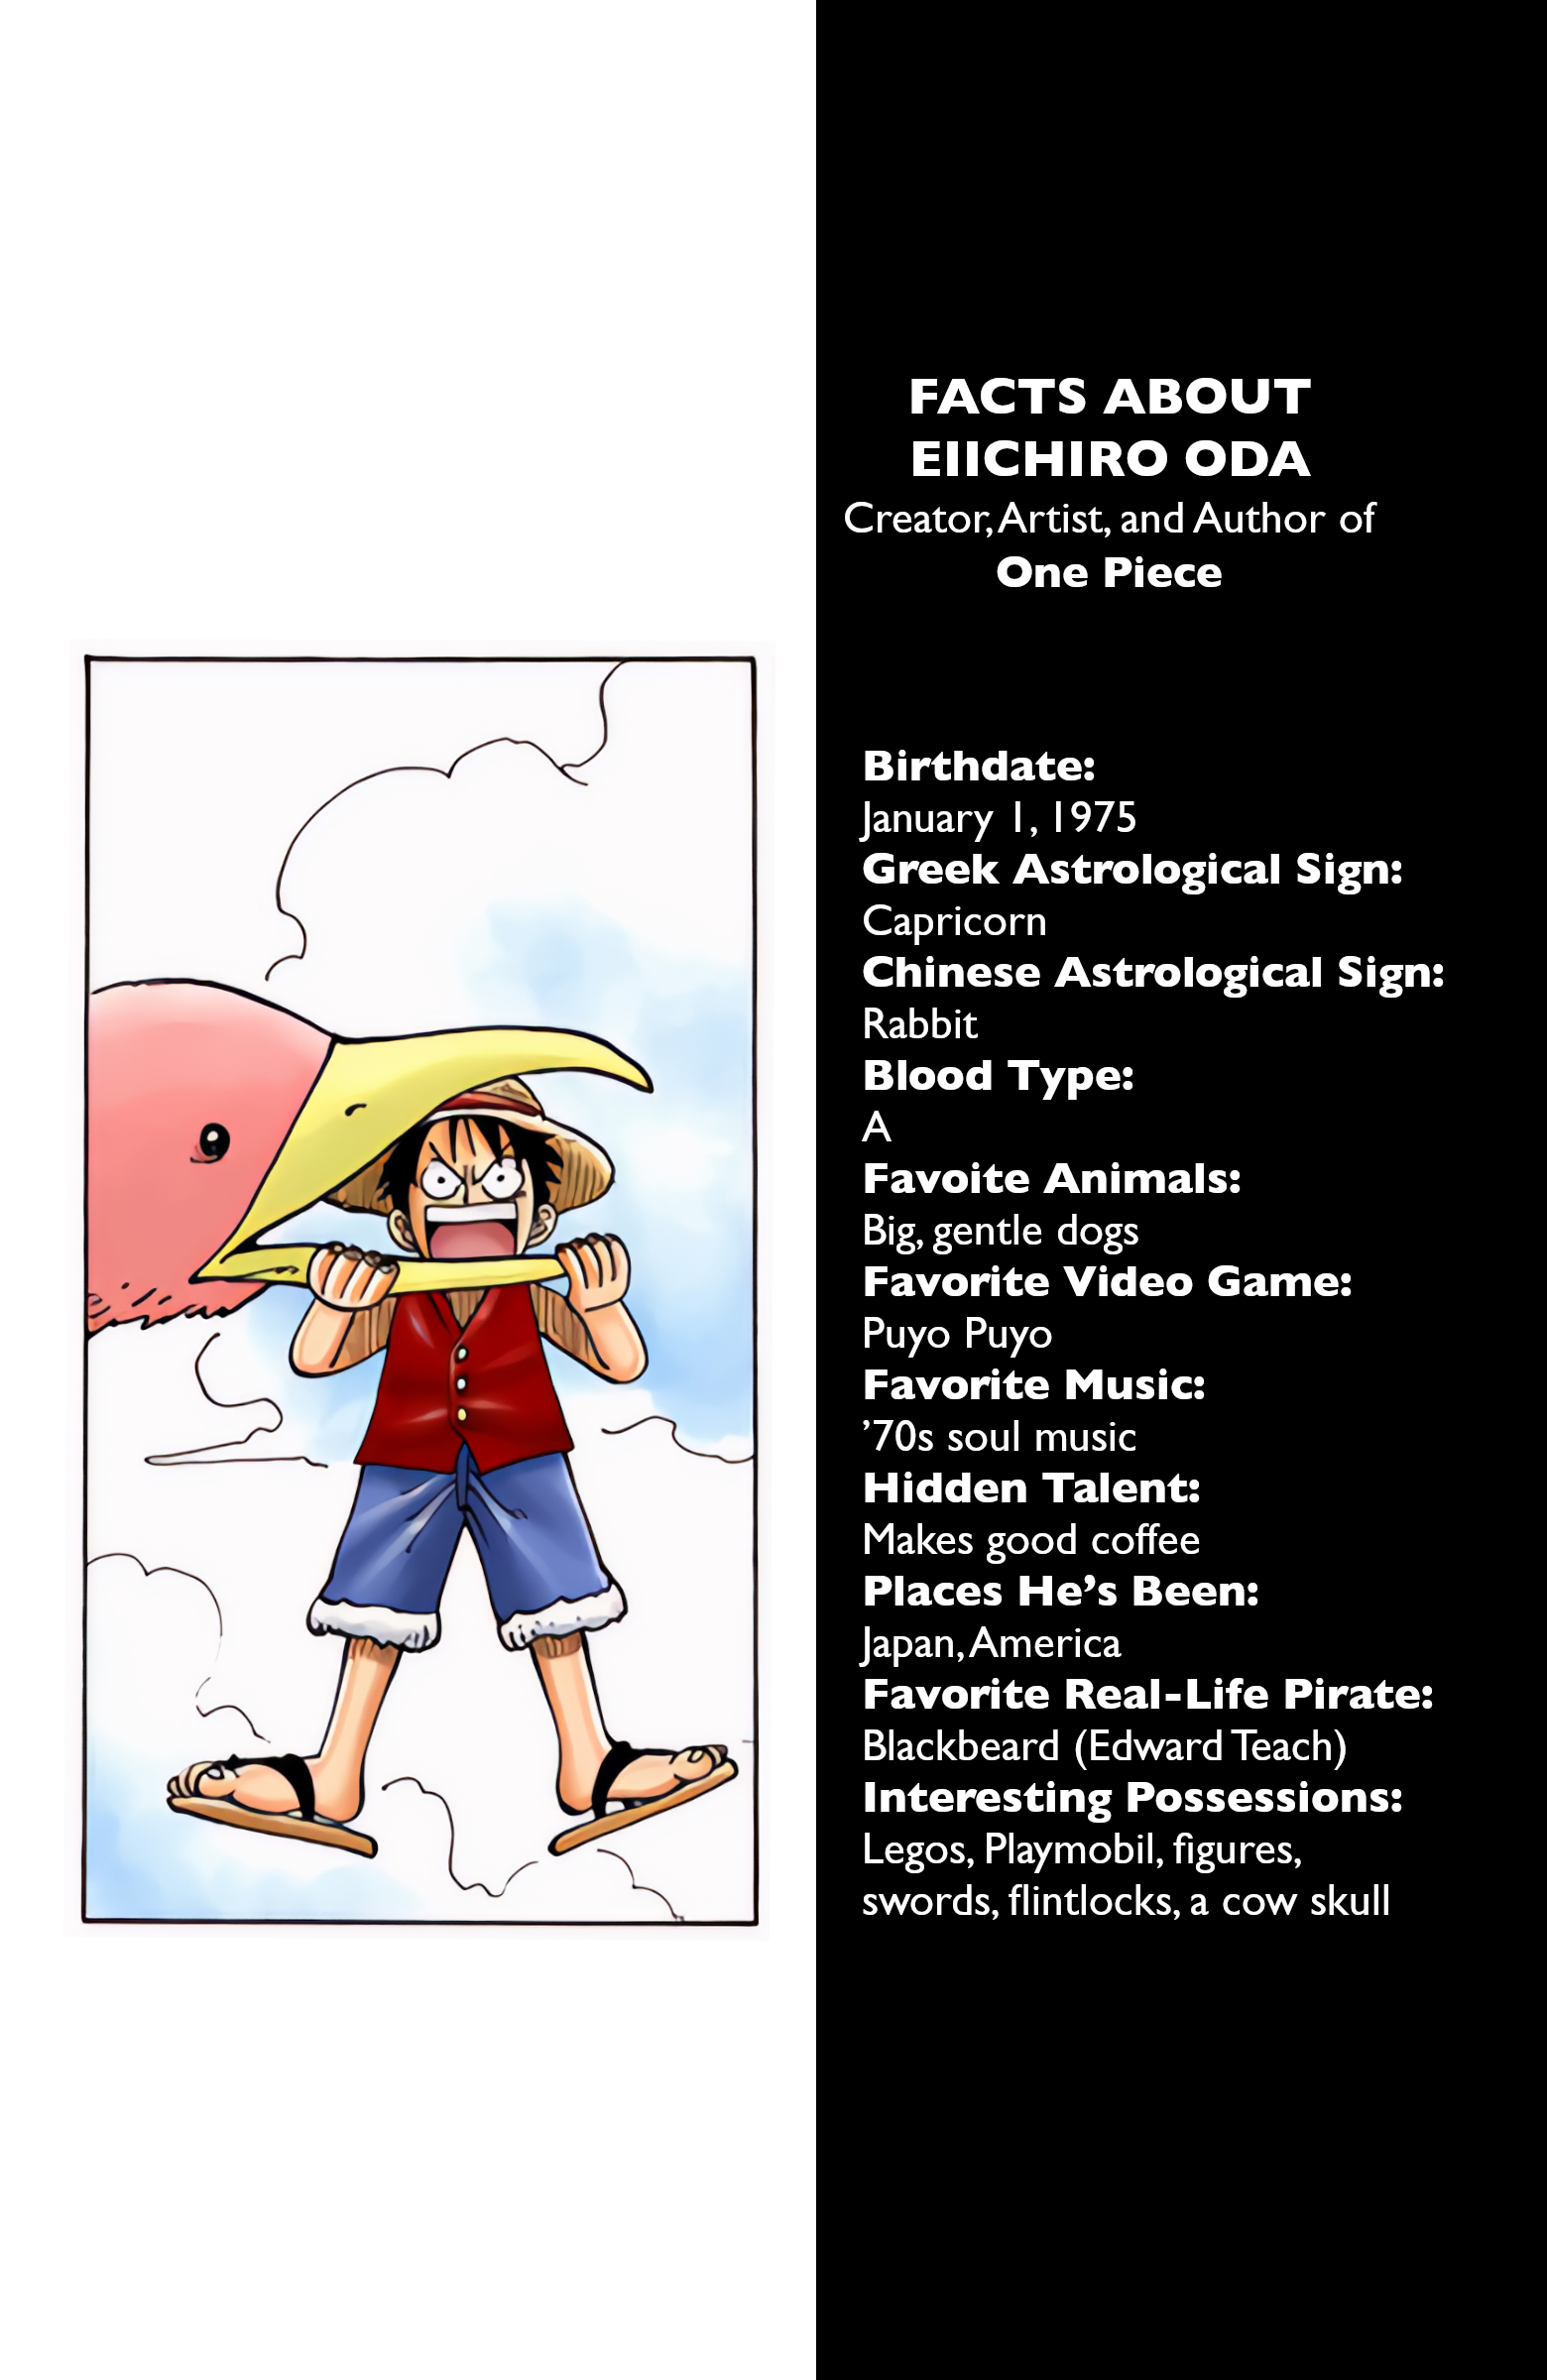 FACTS ABOUT
EIICHIRO ODA
Creator, Artist, and Author of
One Piece
Birthdate:
January 1, 1975
Greek Astrological Sign:
Capricorn
Chinese Astrological Sign:
Rabbit
Blood Type:
A
Favoite Animals:
Big, gentle dogs
Favorite Video Game:
Puyo Puyo
Favorite Music:
’70s soul music
Hidden Talent:
Makes good coffee
Places He’s Been:
Japan, America
Favorite Real-Life Pirate:
Blackbeard (Edward Teach)
Interesting Possessions:
Legos, Playmobil, figures,
swords, flintlocks, a cow skull